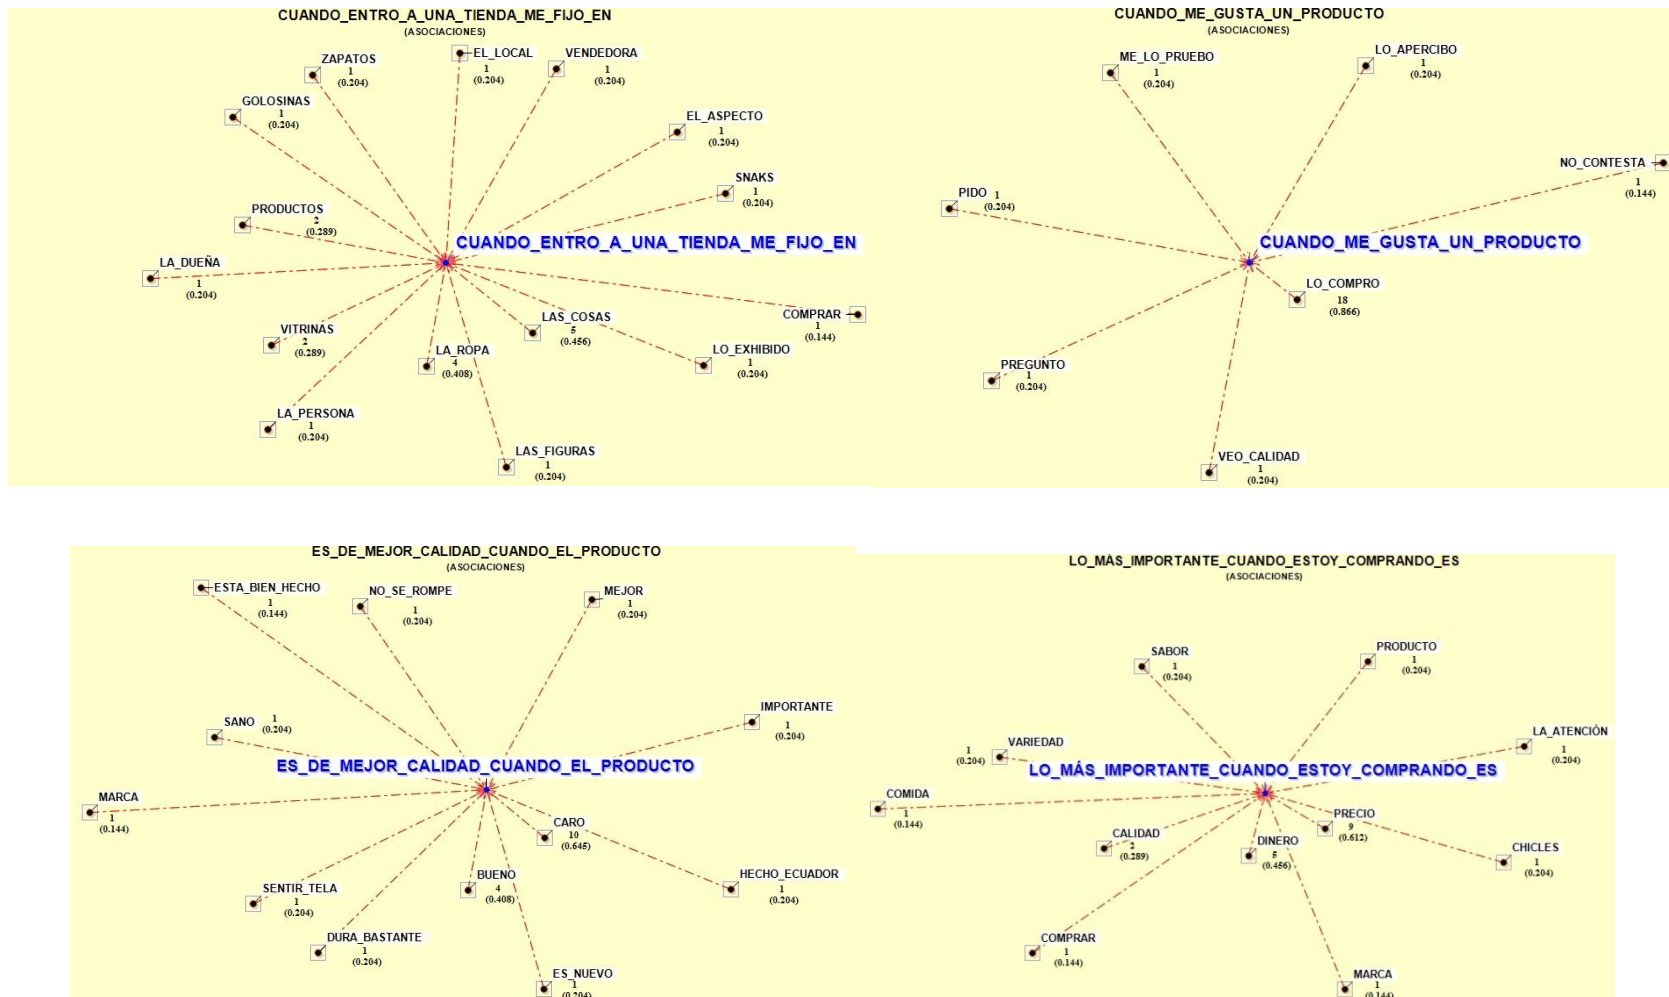 CUANDO_ENTRO_A_UNA_TIENDA_ME_FIJO_EN
(ASOCIACIONES)
ZAPATOS
1
(0.204)
EL_LOCAL
1
(0.204)
VENDEDORA
1
(0.204)
GOLOSINAS
1
(0.204)
EL_ASPECTO
1
(0.204)
SNAKS
1
(0.204)
PRODUCTOS
2
(0.289)
CUANDO_ENTRO_A_UNA_TIENDA_ME_FIJO_EN
LA_DUEÑA
1
(0.204)
COMPRAR
1
(0.144)
LAS_COSAS
5
(0.456)
VITRINAS
2
(0.289)
LA_ROPA
4
(0.408)
LO_EXHIBIDO
1
(0.204)
LA_PERSONA
1
(0.204)
LAS_FIGURAS
1
(0.204)
CUANDO_ME_GUSTA_UN_PRODUCTO
(ASOCIACIONES)
ME_LO_PRUEBO
1
(0.204)
LO_APERCIBO
1
(0.204)
NO_CONTESTA
1
(0.144)
PIDO 1
(0.204)
CUANDO_ME_GUSTA_UN_PRODUCTO
LO_COMPRO
18
(0.866)
PREGUNTO
1
(0.204)
VEO_CALIDAD
1
(0.204)
ES_DE_MEJOR_CALIDAD_CUANDO_EL_PRODUCTO
(ASOCIACIONES)
ESTA_BIEN_HECHO
1
(0.144)
NO_SE_ROMPE
1
(0.204)
MEJOR
1
(0.204)
SANO 1
(0.204)
IMPORTANTE
1
(0.204)
ES_DE_MEJOR_CALIDAD_CUANDO_EL_PRODUCTO
MARCA
1
(0.144)
CARO
10
(0.645)
BUENO
4
(0.408)
HECHO_ECUADOR
1
(0.204)
SENTIR_TELA
1
(0.204)
DURA_BASTANTE
1
(0.204)
ES_NUEVO
1
(0.204)
LO_MÁS_IMPORTANTE_CUANDO_ESTOY_COMPRANDO_ES
(ASOCIACIONES)
SABOR
1
(0.204)
PRODUCTO
1
(0.204)
VARIEDAD
1
(0.204)
LA_ATENCIÓN
1
(0.204)
LO_MÁS_IMPORTANTE_CUANDO_ESTOY_COMPRANDO_ES
COMIDA
1
(0.144)
PRECIO
9
(0.612)
CALIDAD
2
(0.289)
DINERO
5
(0.456)
CHICLES
1
(0.204)
COMPRAR
1
(0.144)
MARCA
1
(0.144)